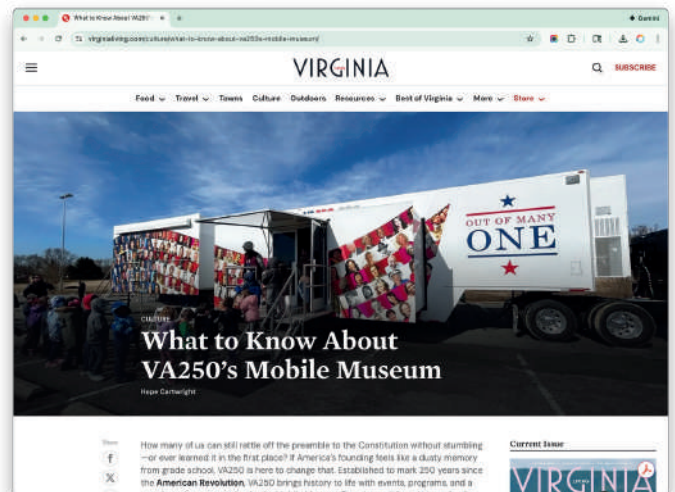 What to Know About VA250'
Gemini
virginialiving.com/culture/what-to-know-about-va250s-mobile-museum/
VIRGINIA
SUBSCRIBE
Food Travel Towns Culture Outdoors Resources Best of Virginia More Store
OUT OF MANY
ONE
CULTURE
What to Know About
VA250's Mobile Museum
Hope Cartwright
Share
How many of us can still rattle off the preamble to the Constitution without stumbling
—or ever learned it in the first place? If America's founding feels like a dusty memory
from grade school, VA250 is here to change that. Established to mark 250 years since
the American Revolution, VA250 brings history to life with events, programs, and a
Current Issue
VIRGINIA